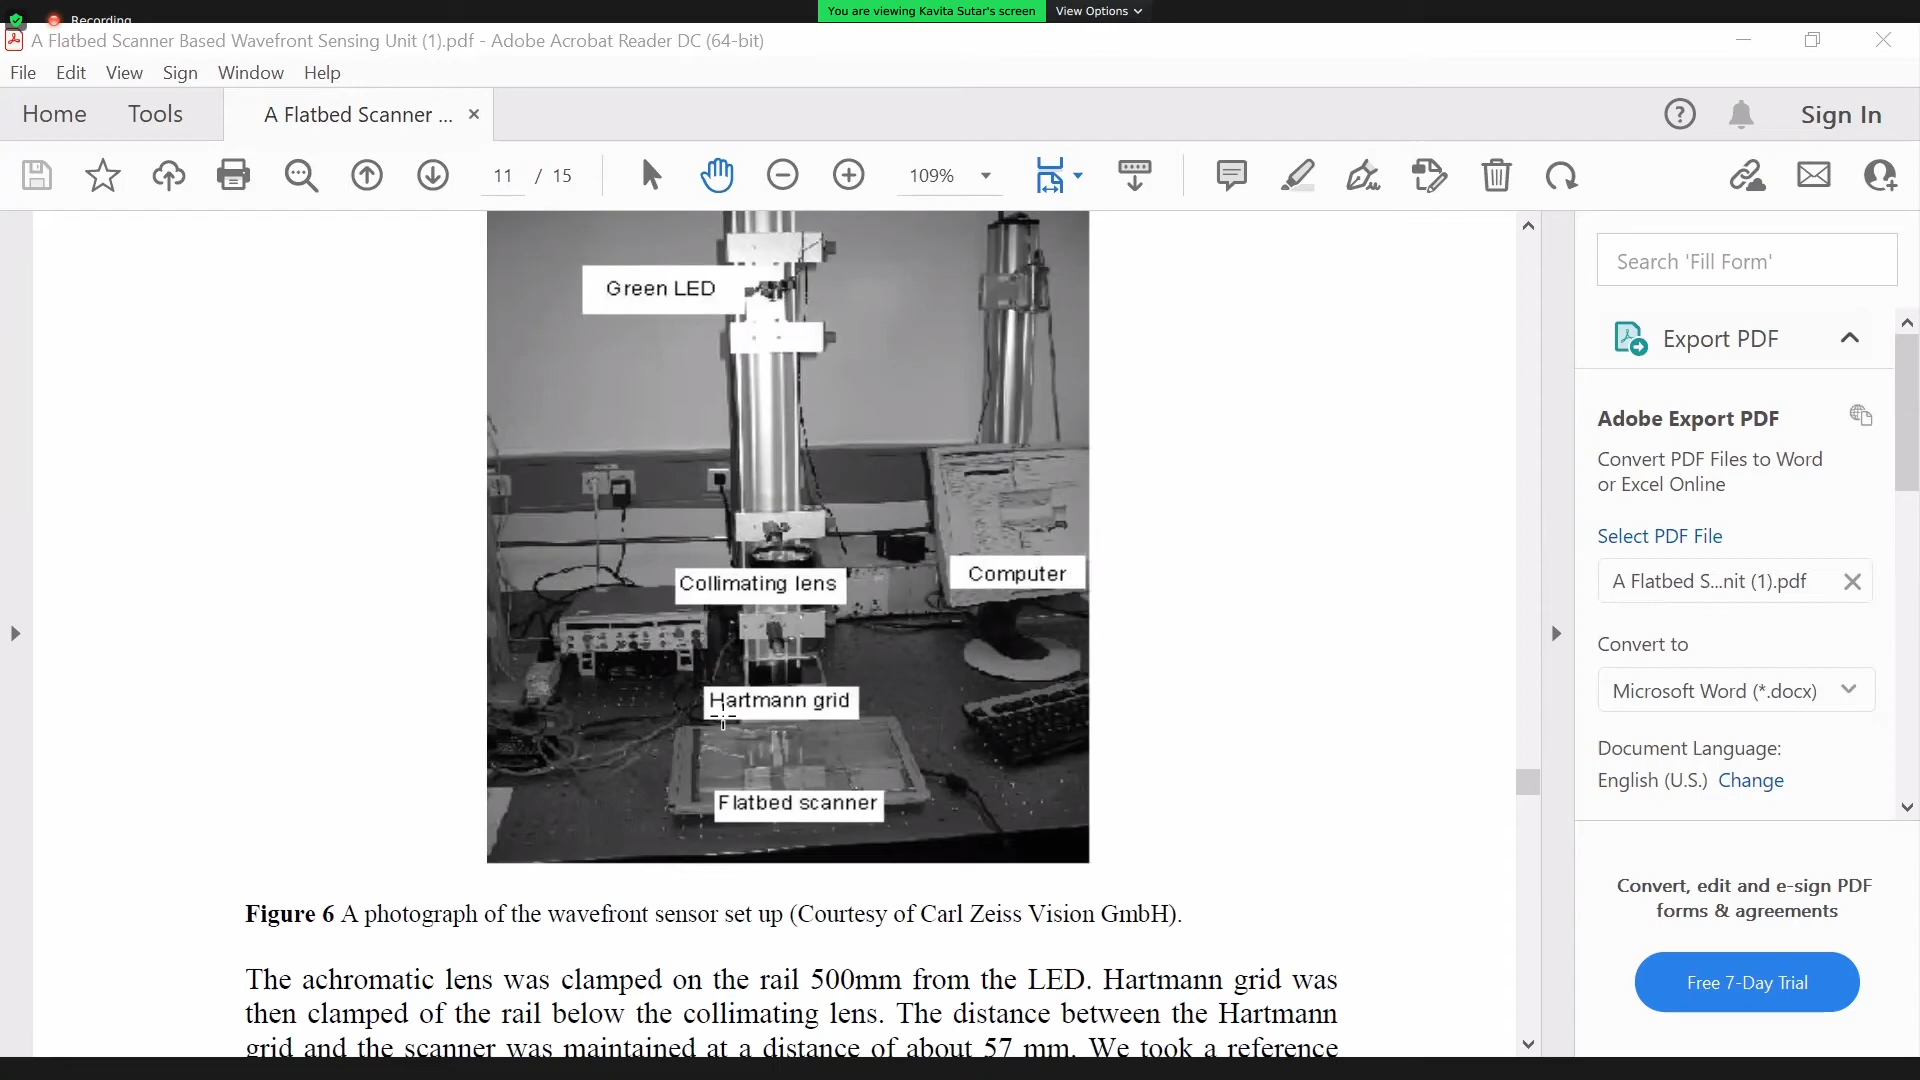 Recording
You are viewing Kavita Sutar's screen
View Options
A Flatbed Scanner Based Wavefront Sensing Unit (1).pdf - Adobe Acrobat Reader DC (64-bit)
File Edit View Sign Window Help
Home Tools A Flatbed Scanner ... Sign In
11 / 15 109%
Green LED
Collimating lens
Computer
Hartmann grid
Flatbed scanner
Figure 6 A photograph of the wavefront sensor set up (Courtesy of Carl Zeiss Vision GmbH).
The achromatic lens was clamped on the rail 500mm from the LED. Hartmann grid was
then clamped of the rail below the collimating lens. The distance between the Hartmann
grid and the scanner was maintained at a distance of about 57 mm. We took a reference
Search 'Fill Form'
Export PDF
Adobe Export PDF
Convert PDF Files to Word
or Excel Online
Select PDF File
A Flatbed S...nit (1).pdf
Convert to
Microsoft Word (*.docx)
Document Language:
English (U.S.) Change
Convert, edit and e-sign PDF
forms & agreements
Free 7-Day Trial